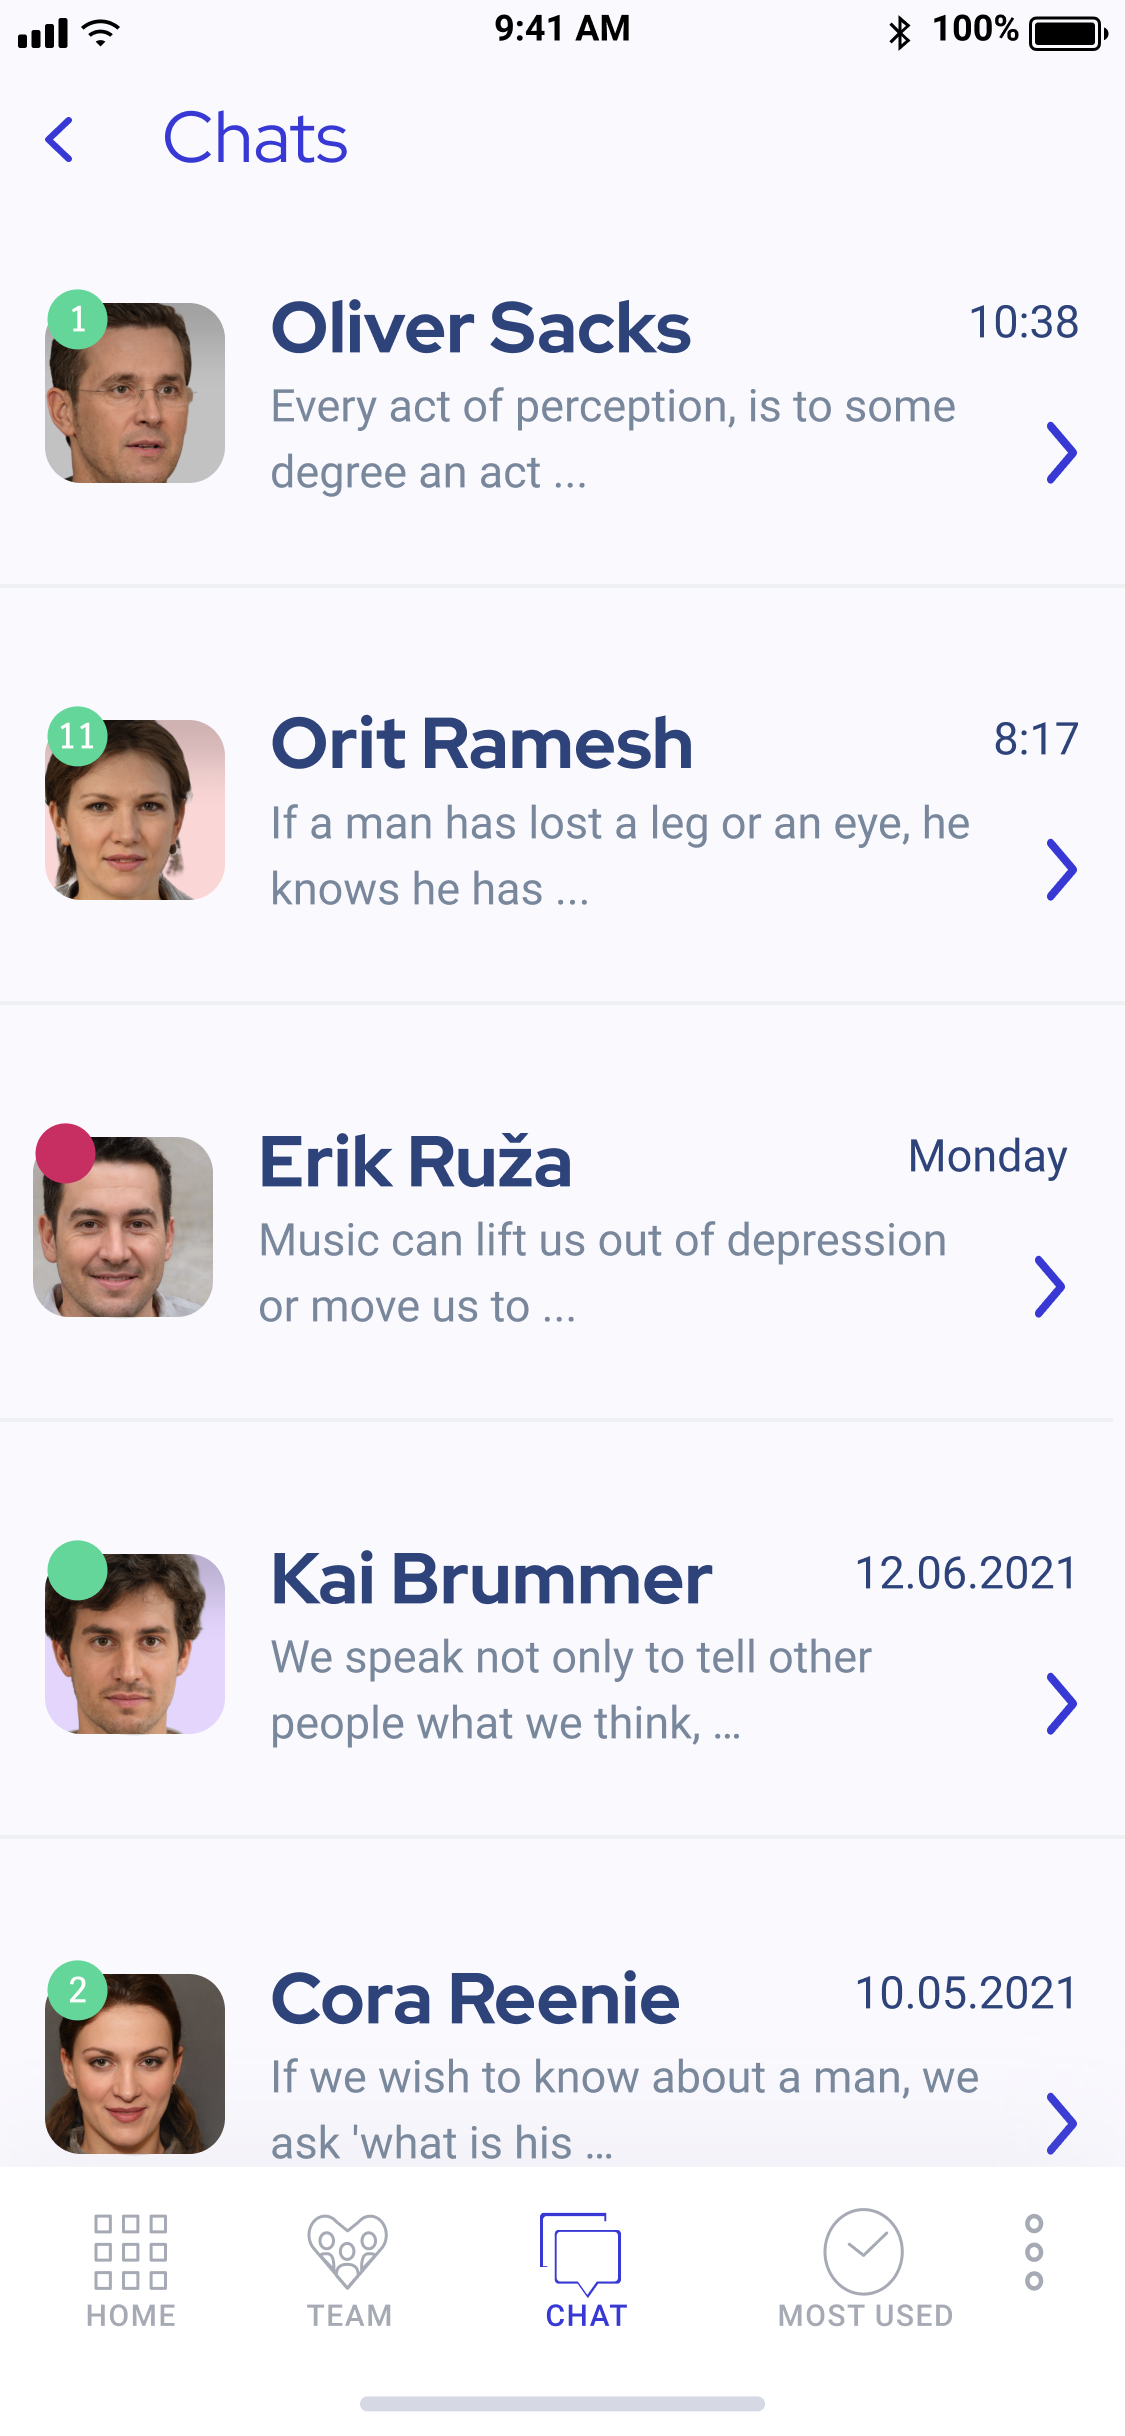 9:41 AM
100%
Chats
1
Oliver Sacks
10:38
Every act of perception, is to some
degree an act ...
11
Orit Ramesh
8:17
If a man has lost a leg or an eye, he
knows he has ...
Erik Ruža
Monday
Music can lift us out of depression
or move us to ...
Kai Brummer
12.06.2021
We speak not only to tell other
people what we think, ...
2
Cora Reenie
10.05.2021
If we wish to know about a man, we
ask 'what is his ...
HOME
TEAM
CHAT
MOST USED